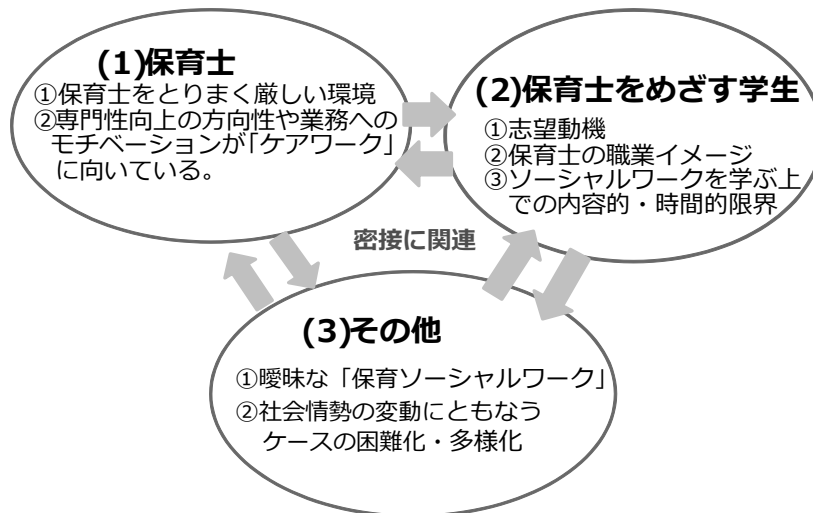 (1)保育士
①保育士をとりまく厳しい環境
②専門性向上の方向性や業務への
モチベーションが「ケアワーク」
に向いている。
(2)保育士をめざす学生
①志望動機
②保育士の職業イメージ
③ソーシャルワークを学ぶ上
での内容的・時間的限界
密接に関連
(3)その他
①曖昧な「保育ソーシャルワーク」
②社会情勢の変動にともなう
ケースの困難化・多様化